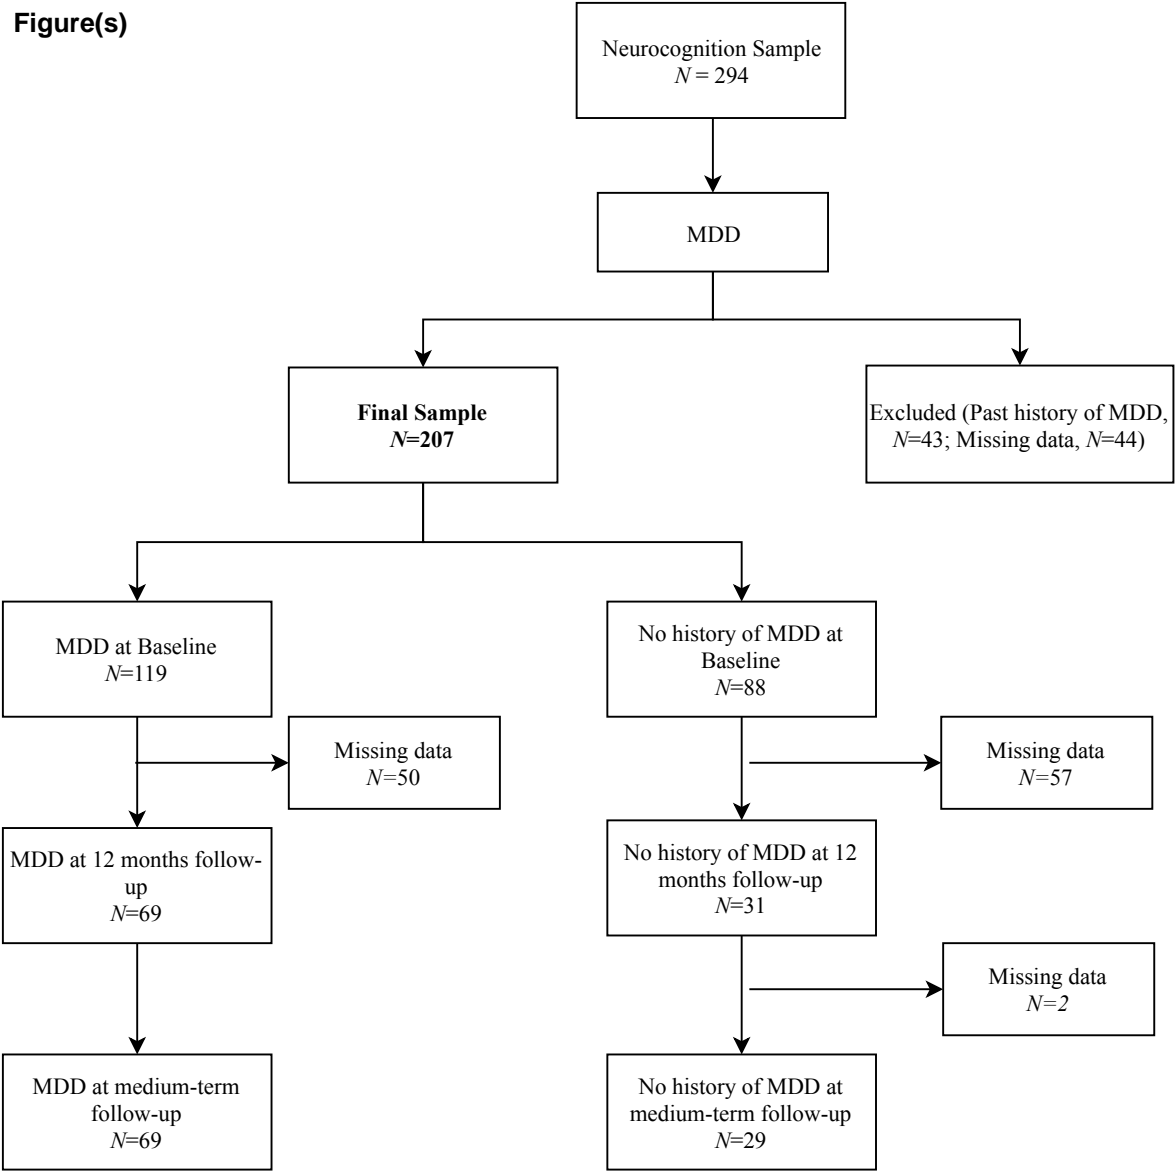 Figure(s)
Neurocognition Sample
N = 294
MDD
Final Sample
N=207
Excluded (Past history of MDD,
N=43; Missing data, N=44)
MDD at Baseline
N=119
No history of MDD at
Baseline
N=88
Missing data
N=50
Missing data
N=57
MDD at 12 months follow-
up
N=69
No history of MDD at 12
months follow-up
N=31
Missing data
N=2
MDD at medium-term
follow-up
N=69
No history of MDD at
medium-term follow-up
N=29